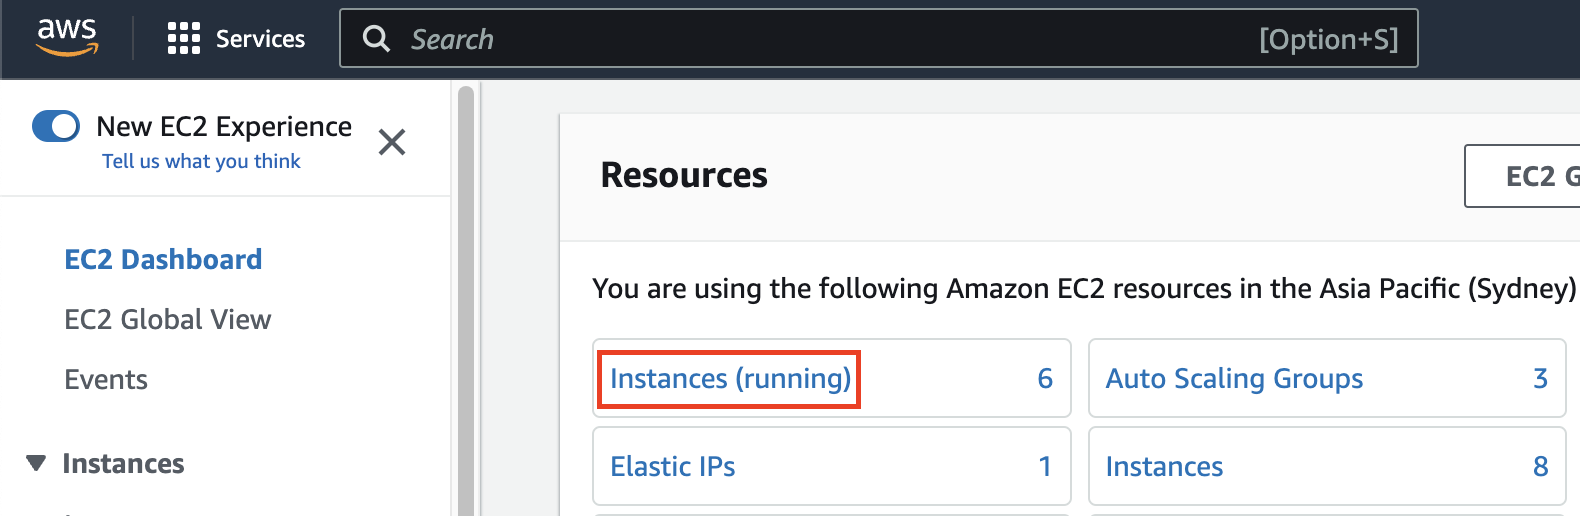 aws
Services
Search
[Option+S]
New EC2 Experience
Tell us what you think
EC2 Dashboard
EC2 Global View
Events
Instances
Resources
EC2 G
You are using the following Amazon EC2 resources in the Asia Pacific (Sydney)
Instances (running) 6
Auto Scaling Groups 3
Elastic IPs 1
Instances 8